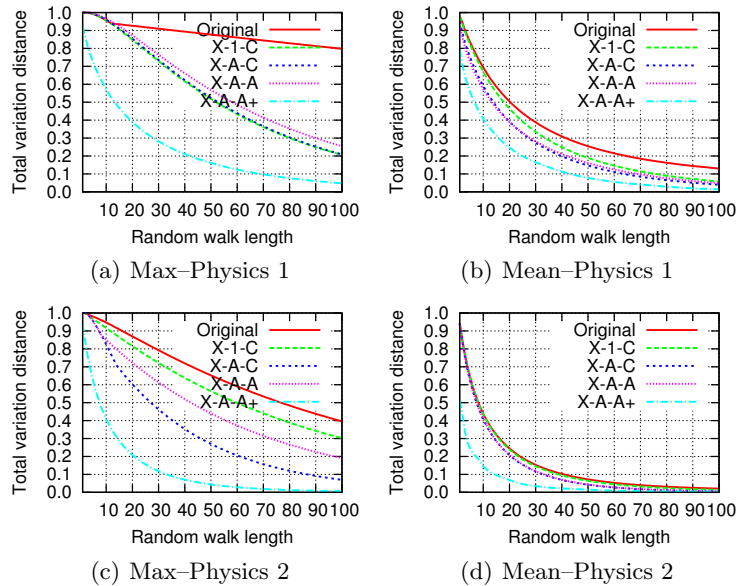 Total variation distance
1.0
0.9
0.8
0.7
0.6
0.5
0.4
0.3
0.2
0.1
0.0
Original
X-1-C
X-A-C
X-A-A
X-A-A+
10 20 30 40 50 60 70 80 90 100
Random walk length
(a) Max–Physics 1
Total variation distance
1.0
0.9
0.8
0.7
0.6
0.5
0.4
0.3
0.2
0.1
0.0
Original
X-1-C
X-A-C
X-A-A
X-A-A+
10 20 30 40 50 60 70 80 90 100
Random walk length
(b) Mean–Physics 1
Total variation distance
1.0
0.9
0.8
0.7
0.6
0.5
0.4
0.3
0.2
0.1
0.0
Original
X-1-C
X-A-C
X-A-A
X-A-A+
10 20 30 40 50 60 70 80 90 100
Random walk length
(c) Max–Physics 2
Total variation distance
1.0
0.9
0.8
0.7
0.6
0.5
0.4
0.3
0.2
0.1
0.0
Original
X-1-C
X-A-C
X-A-A
X-A-A+
10 20 30 40 50 60 70 80 90 100
Random walk length
(d) Mean–Physics 2